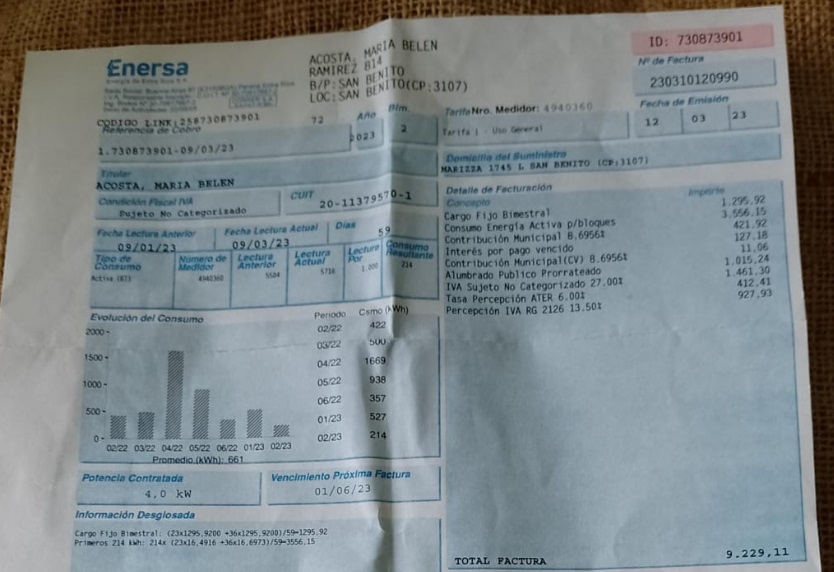 Enersa
Energía de Entre Ríos S.A.
ACOSTA, MARIA BELEN
RAMIREZ 814
B/P: SAN BENITO
LOC: SAN BENITO(CP:3107)
ID: 730873901
Nº de Factura
230310120990
CODIGO LINK:258730873901
72
Referencia de Cobro
1.730873901-09/03/23
Año
2023
Bim.
2
Tarifa Nro. Medidor: 4940360
Tarifa 1 - Uso General
Fecha de Emisión
12 03 23
Titular
ACOSTA, MARIA BELEN
Domicilio del Suministro
MARIZZA 1745 L SAN BENITO (CP:3107)
Condición Fiscal IVA
Sujeto No Categorizado
CUIT
20-11379570-1
Fecha Lectura Anterior
09/01/23
Fecha Lectura Actual
09/03/23
Días
59
Tipo de Consumo
Número de Medidor
Lectura Anterior
Lectura Actual
Lectura Por
Consumo Resultante
4940360 5504 5718 1.000 214
Detalle de Facturación
Concepto Importe
Cargo Fijo Bimestral 1.295,92
Consumo Energía Activa p/bloques 3.556,15
Contribución Municipal 8.6956% 421,92
Interés por pago vencido 127,18
Contribución Municipal(CV) 8.6956% 11,06
Alumbrado Publico Prorrateado 1.015,24
IVA Sujeto No Categorizado 27.00% 1.461,30
Tasa Percepción ATER 6.00% 412,41
Percepción IVA RG 2126 13.50% 927,93
Evolución del Consumo
2000
1500
1000
500
0
02/22 03/22 04/22 05/22 06/22 01/23 02/23
Promedio (kWh): 661
Periodo Csmo (kWh)
02/22 422
03/22 500
04/22 1669
05/22 938
06/22 357
01/23 527
02/23 214
Potencia Contratada
4,0 kW
Vencimiento Próxima Factura
01/06/23
Información Desglosada
Cargo Fijo Bimestral: (23x1295.9200 +36x1295.9200)/59=1295,92
Primeros 214 kWh: 214x (23x16,4916 +36x16,6973)/59=3556,15
TOTAL FACTURA 9.229,11